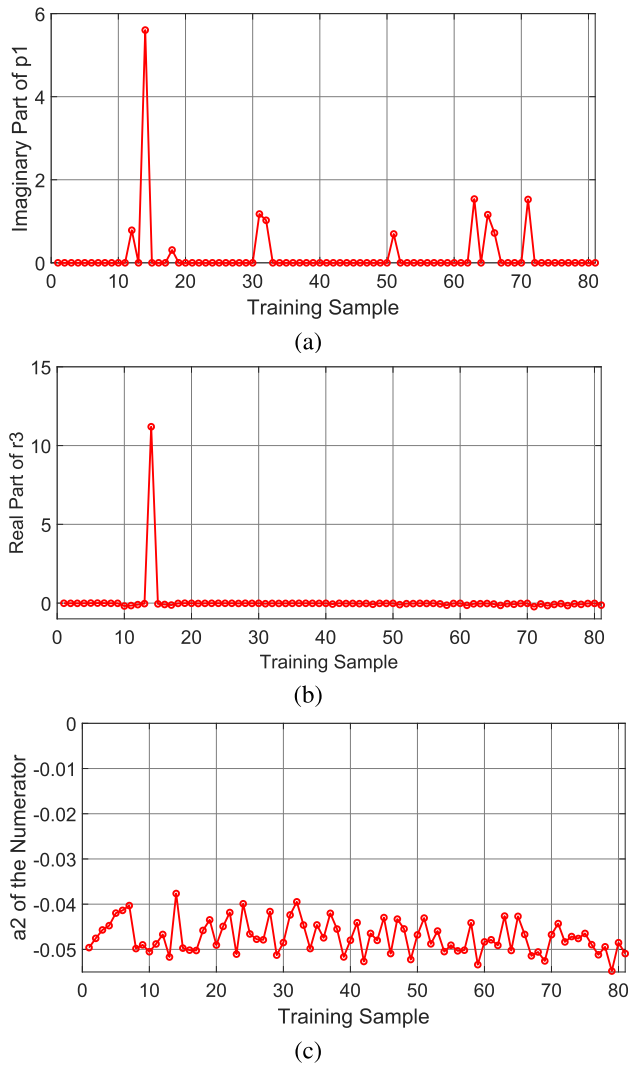 6
4
2
0
Imaginary Part of p1
0 10 20 30 40 50 60 70 80
Training Sample
(a)
15
10
5
0
Real Part of r3
0 10 20 30 40 50 60 70 80
Training Sample
(b)
0
-0.01
-0.02
-0.03
-0.04
-0.05
a2 of the Numerator
0 10 20 30 40 50 60 70 80
Training Sample
(c)